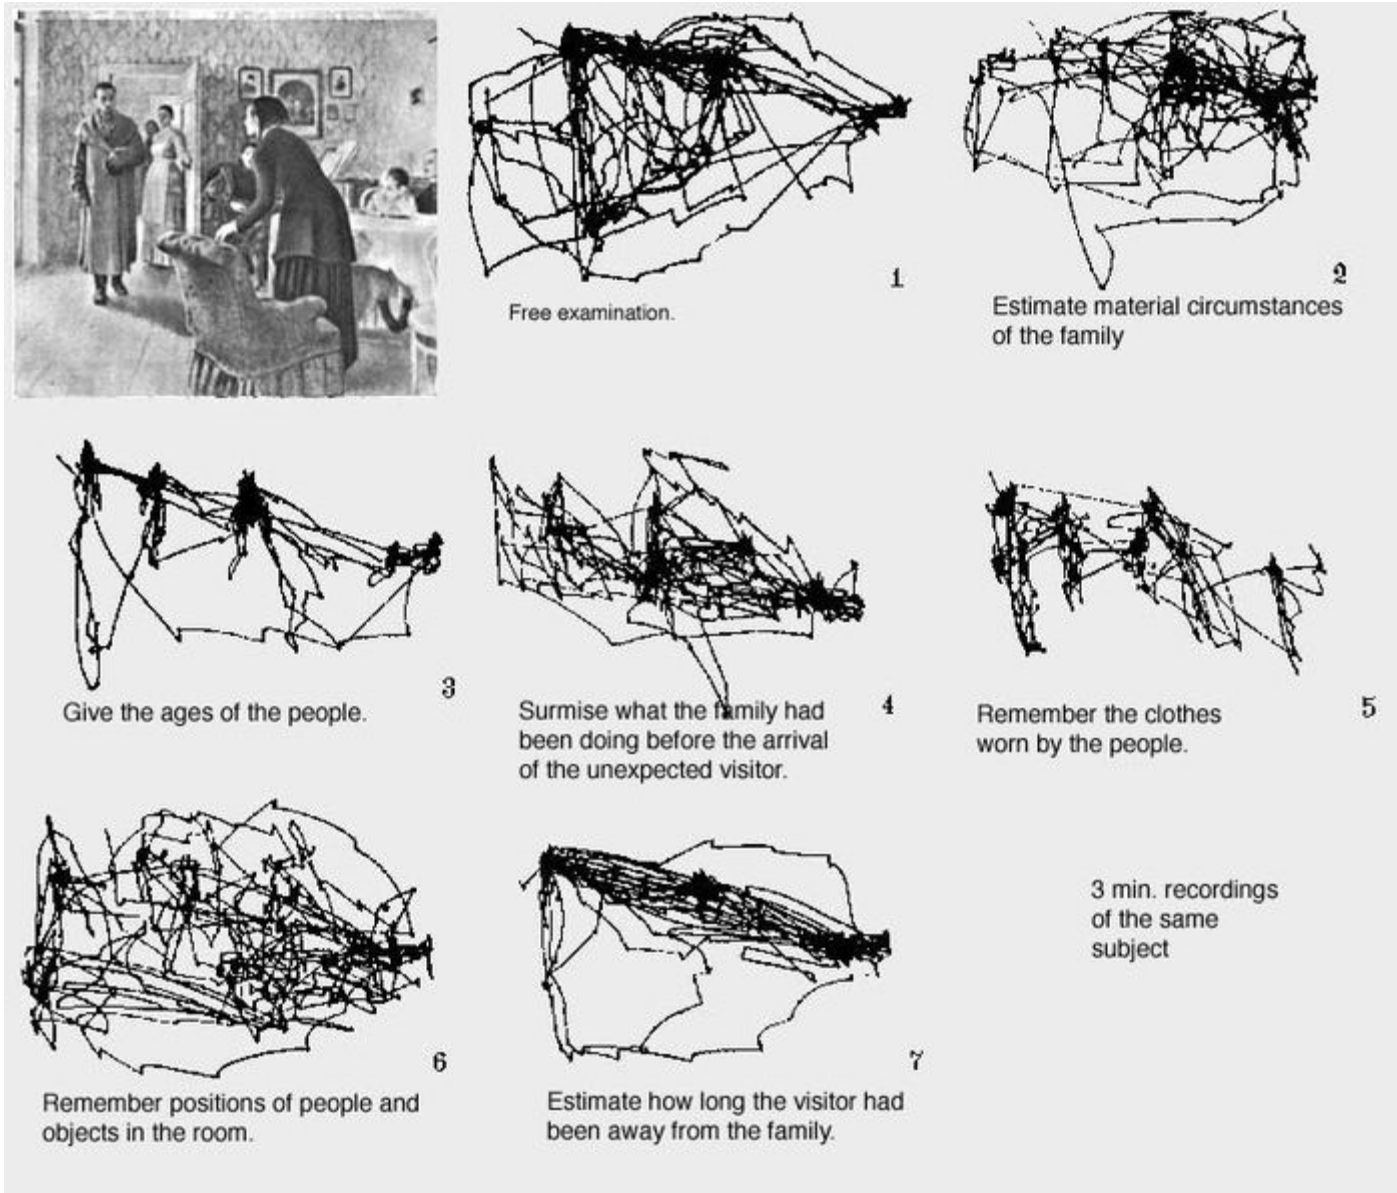 1
Free examination.
2
Estimate material circumstances
of the family
3
Give the ages of the people.
4
Surmise what the family had
been doing before the arrival
of the unexpected visitor.
5
Remember the clothes
worn by the people.
6
Remember positions of people and
objects in the room.
7
Estimate how long the visitor had
been away from the family.
3 min. recordings
of the same
subject